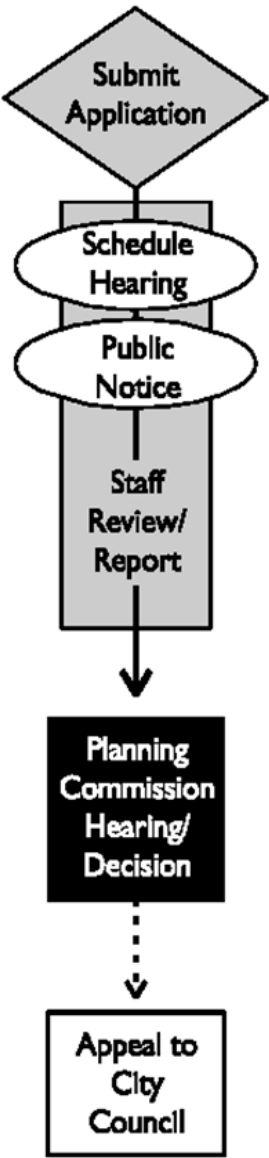 Submit
Application
Schedule
Hearing
Public
Notice
Staff
Review/
Report
Planning
Commission
Hearing/
Decision
Appeal to
City
Council